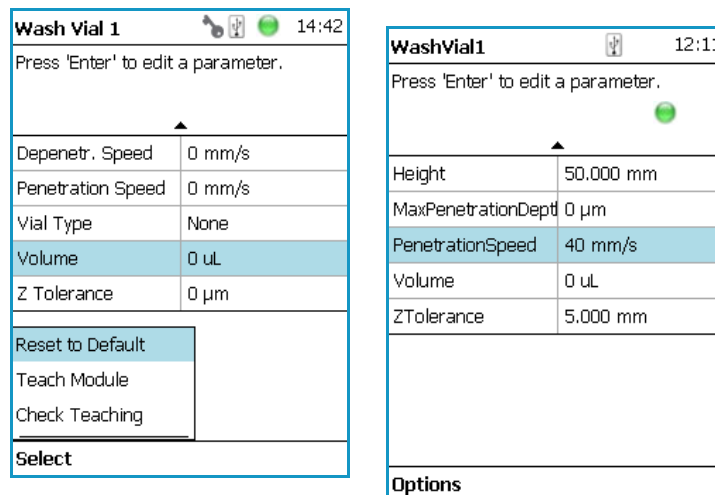 Wash Vial 1 14:42
Press 'Enter' to edit a parameter.
Depenetr. Speed 0 mm/s
Penetration Speed 0 mm/s
Vial Type None
Volume 0 uL
Z Tolerance 0 µm
Reset to Default
Teach Module
Check Teaching
Select
WashVial1 12:11
Press 'Enter' to edit a parameter.
Height 50.000 mm
MaxPenetrationDept 0 µm
PenetrationSpeed 40 mm/s
Volume 0 uL
ZTolerance 5.000 mm
Options